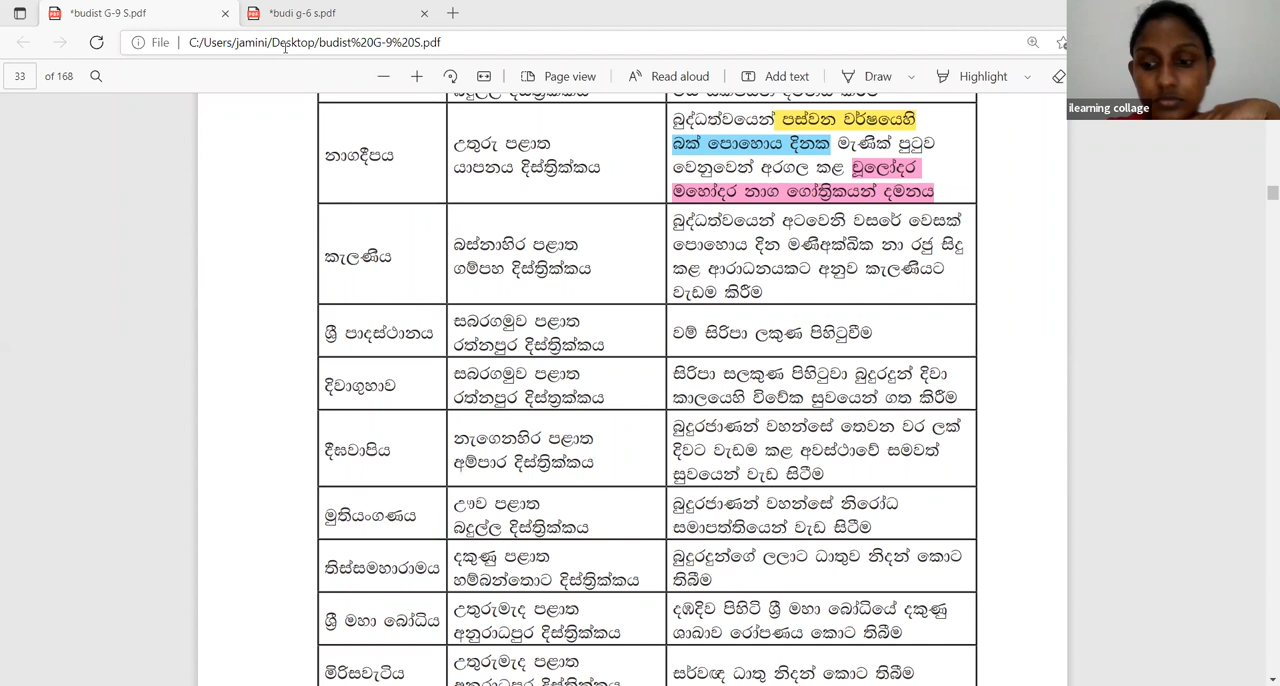 *budist G-9 S.pdf
*budi g-6 s.pdf
File | C:/Users/jamini/Desktop/budist%20G-9%20S.pdf
33 of 168
Page view
Read aloud
Add text
Draw
Highlight
ilearning collage
නාගදීපය
උතුරු පළාත
යාපනය දිස්ත්‍රික්කය
බුද්ධත්වයෙන් පස්වන වර්ෂයෙහි
බක් පොහොය දිනක මැණික් පුටුව
වෙනුවෙන් අරගල කළ චූලෝදර
මහෝදර නාග ගෝත්‍රිකයන් දමනය
කැලණිය
බස්නාහිර පළාත
ගම්පහ දිස්ත්‍රික්කය
බුද්ධත්වයෙන් අටවෙනි වසරේ වෙසක්
පොහොය දින මණිඅක්ඛික නා රජු සිදු
කළ ආරාධනයකට අනුව කැලණියට
වැඩම කිරීම
ශ්‍රී පාදස්ථානය
සබරගමුව පළාත
රත්නපුර දිස්ත්‍රික්කය
වම් සිරිපා ලකුණ පිහිටුවීම
දිවාගුහාව
සබරගමුව පළාත
රත්නපුර දිස්ත්‍රක්කය
සිරිපා සලකුණ පිහිටුවා බුදුරදුන් දිවා
කාලයෙහි විවේක සුවයෙන් ගත කිරීම
දීඝවාපිය
නැගෙනහිර පළාත
අම්පාර දිස්ත්‍රික්කය
බුදුරජාණන් වහන්සේ තෙවන වර ලක්
දිවට වැඩම කළ අවස්ථාවේ සමවත්
සුවයෙන් වැඩ සිටීම
මුතියංගණය
ඌව පළාත
බදුල්ල දිස්ත්‍රික්කය
බුදුරජාණන් වහන්සේ නිරෝධ
සමාපත්තියෙන් වැඩ සිටීම
තිස්සමහාරාමය
දකුණු පළාත
හම්බන්තොට දිස්ත්‍රික්කය
බුදුරදුන්ගේ ලලාට ධාතුව නිදන් කොට
තිබීම
ශ්‍රී මහා බෝධිය
උතුරුමැද පළාත
අනුරාධපුර දිස්ත්‍රික්කය
දඹදිව පිහිටි ශ්‍රී මහා බෝධියේ දකුණු
ශාඛාව රෝපණය කොට තිබීම
මිරිසවැටිය
උතුරුමැද පළාත
සර්වඥ ධාතු නිදන් කොට තිබීම